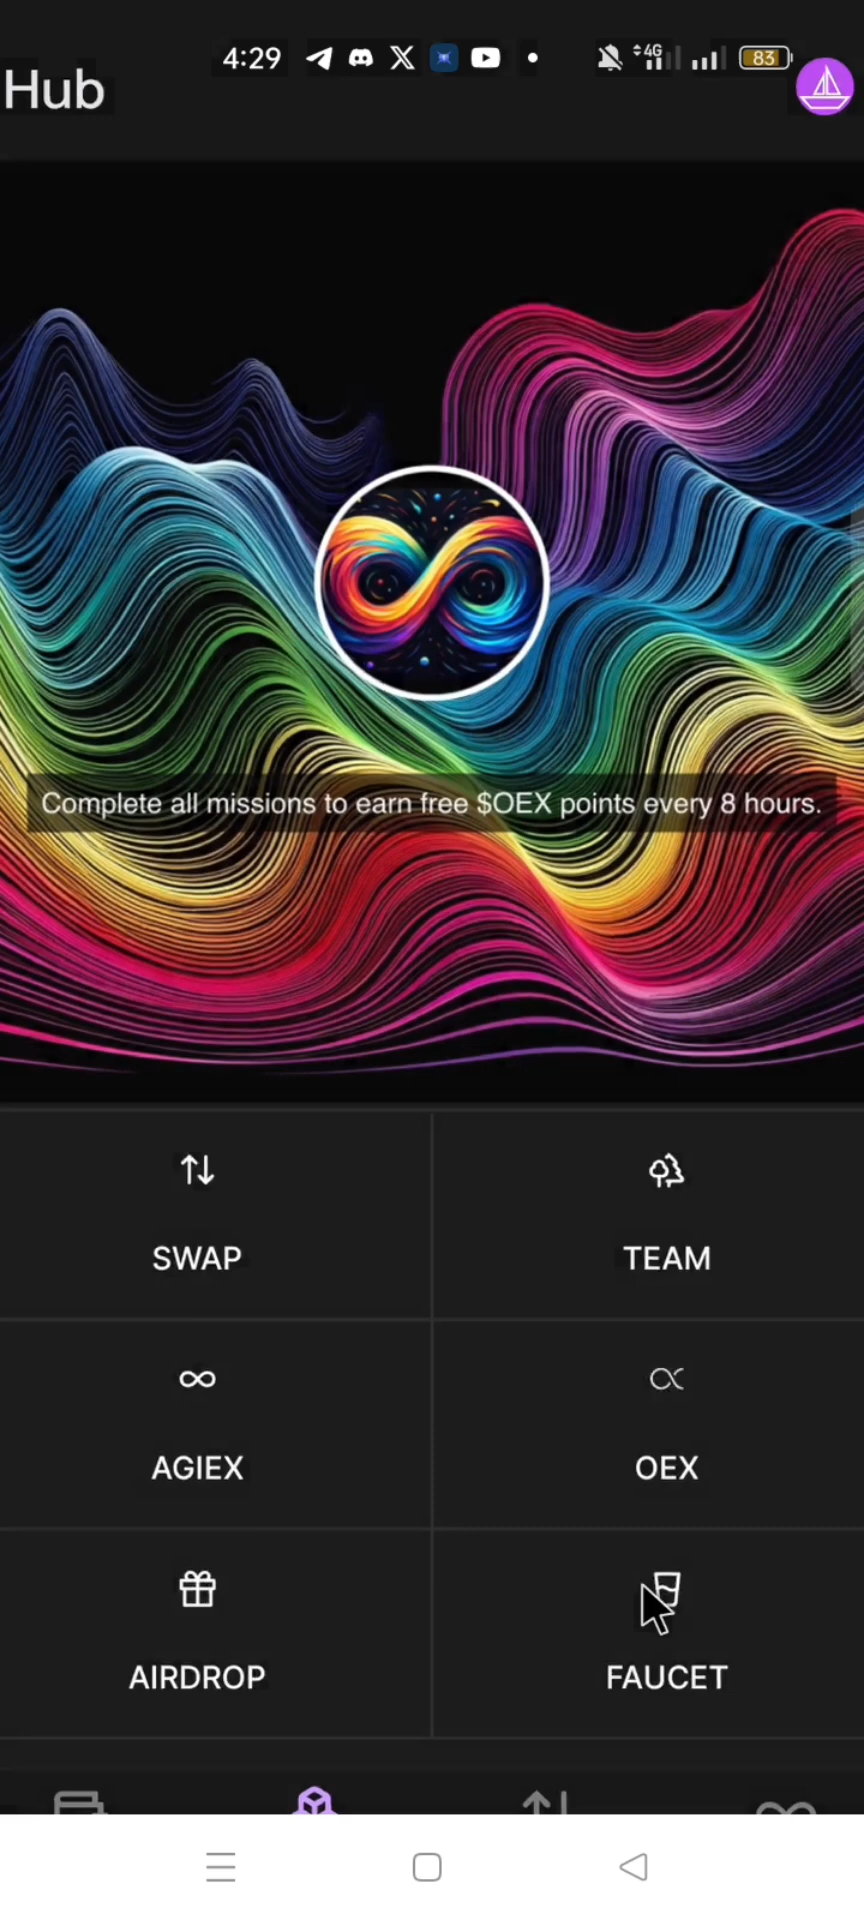 4:29
4G
83
Hub
Complete all missions to earn free $OEX points every 8 hours.
SWAP
TEAM
AGIEX
OEX
AIRDROP
FAUCET